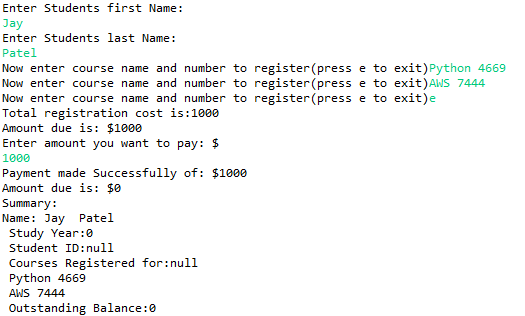 Enter Students first Name:
Jay
Enter Students last Name:
Patel
Now enter course name and number to register(press e to exit)Python 4669
Now enter course name and number to register(press e to exit)AWS 7444
Now enter course name and number to register(press e to exit)e
Total registration cost is:1000
Amount due is: $1000
Enter amount you want to pay: $
1000
Payment made Successfully of: $1000
Amount due is: $0
Summary:
Name: Jay  Patel
 Study Year:0
 Student ID:null
 Courses Registered for:null
 Python 4669
 AWS 7444
 Outstanding Balance:0